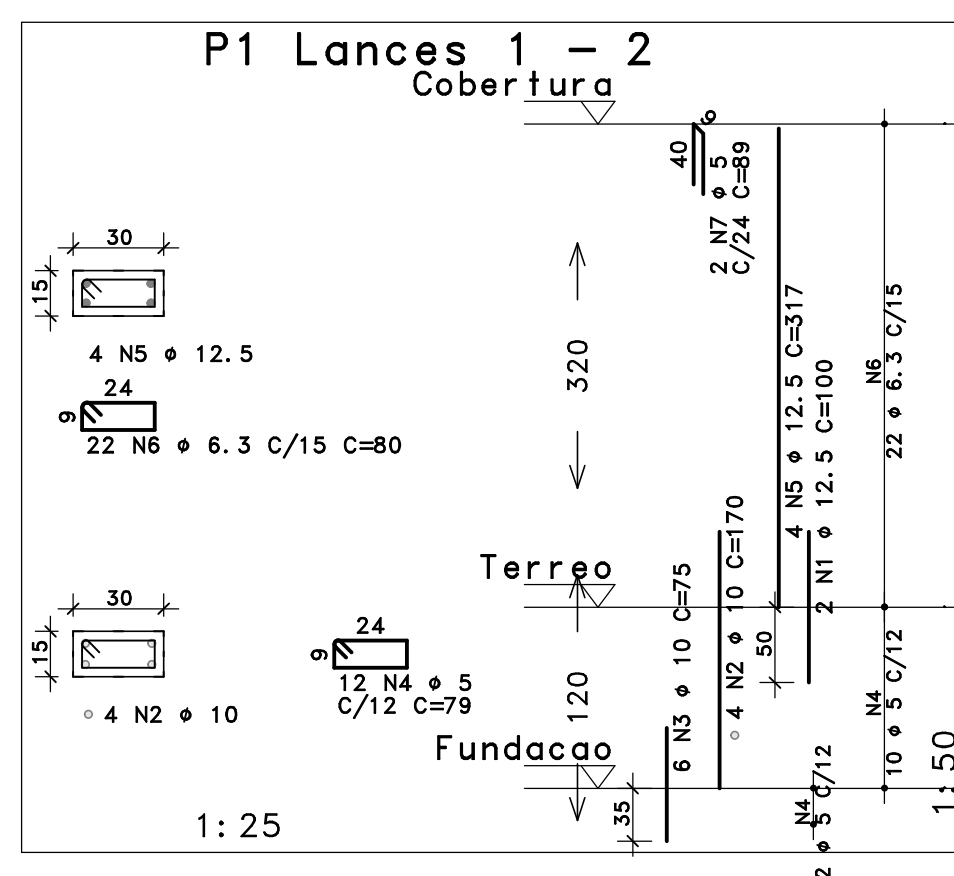 P1 Lances 1 - 2
Cobertura
6
40
2 N7 ϕ 5
C/24 C=89
30
15
4 N5 ϕ 12.5
24
9
22 N6 ϕ 6.3 C/15 C=80
320
4 N5 ϕ 12.5 C=317
2 N1 ϕ 12.5 C=100
N6
22 ϕ 6.3 C/15
Terreo
30
15
4 N2 ϕ 10
24
9
12 N4 ϕ 5
C/12 C=79
120
6 N3 ϕ 10 C=75
4 N2 ϕ 10 C=170
50
N4
10 ϕ 5 C/12
Fundacao
35
N4
2 ϕ 5 C/12
1:25
1:50